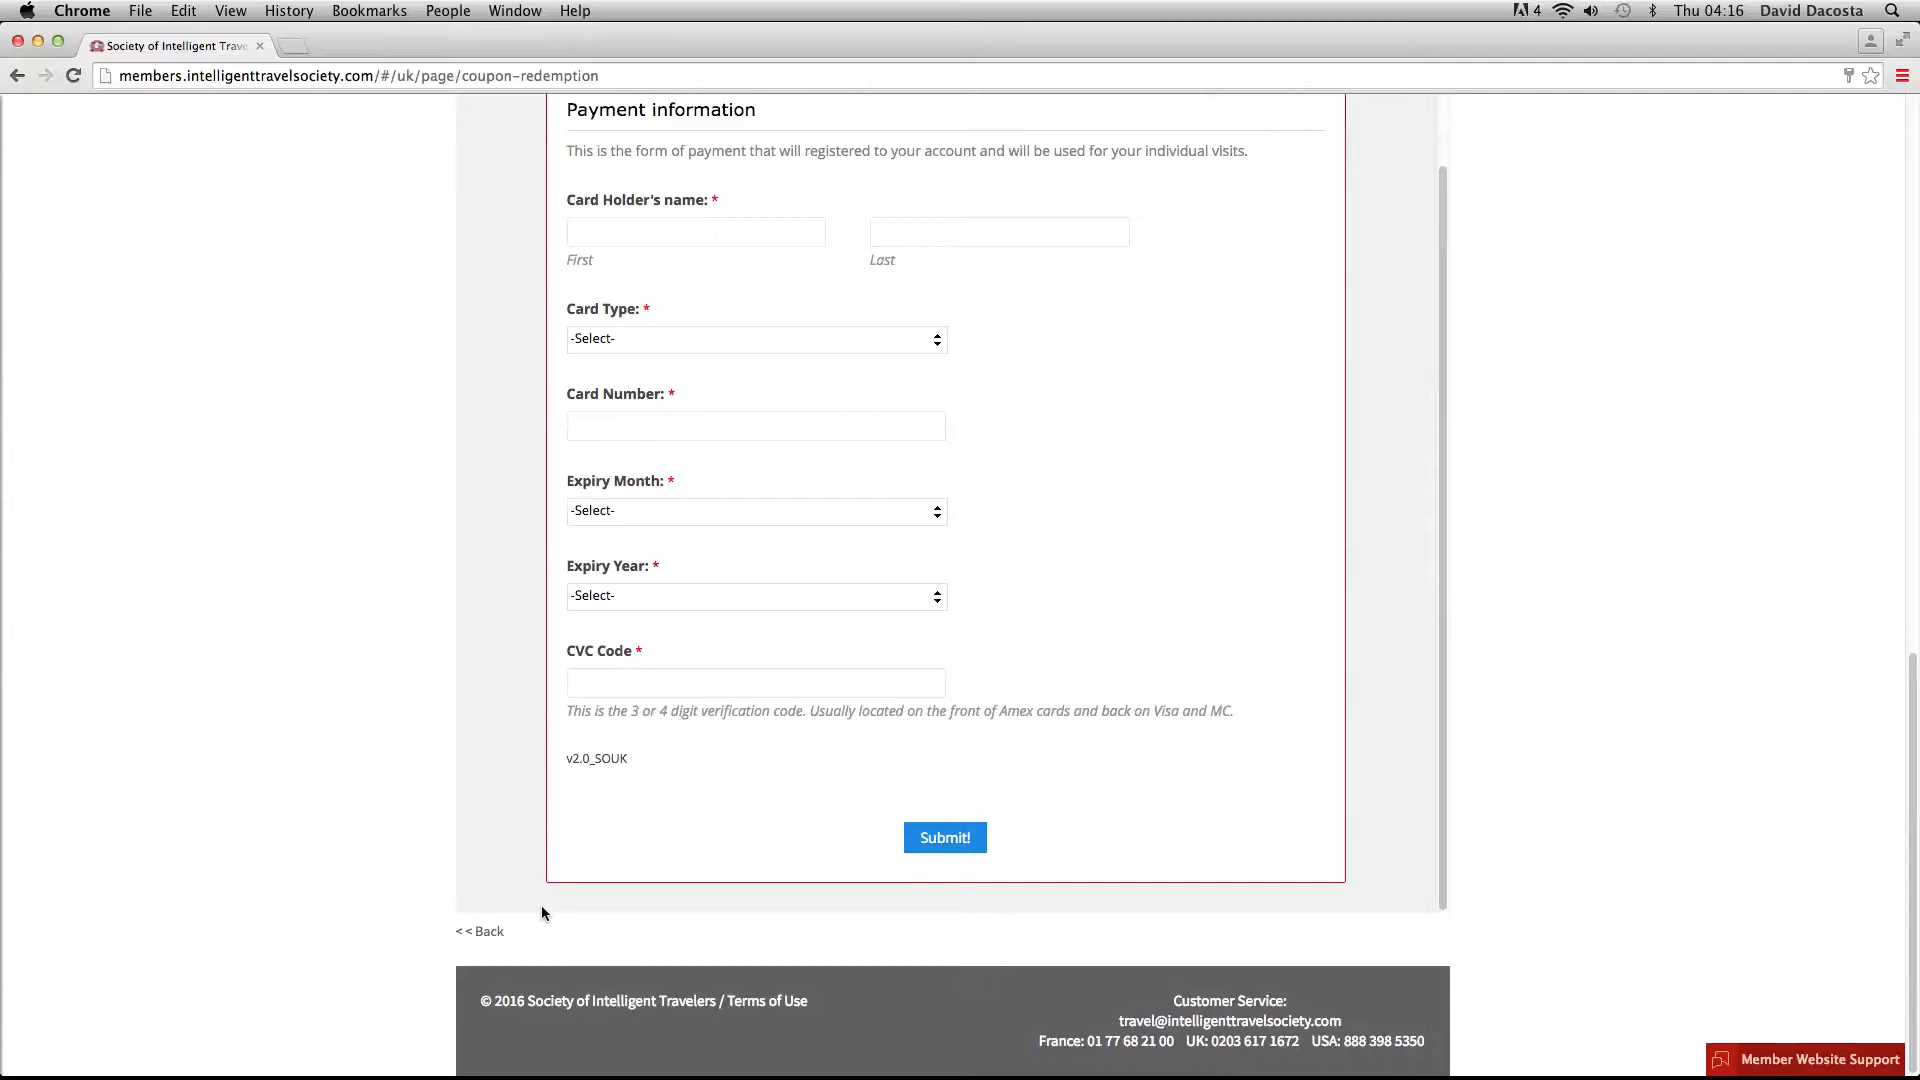 Chrome File Edit View History Bookmarks People Window Help 4 Thu 04:16 David Dacosta
Society of Intelligent Trave
members.intelligenttravelsociety.com/#/uk/page/coupon-redemption
Payment information
This is the form of payment that will registered to your account and will be used for your individual visits.
Card Holder's name: *
First Last
Card Type: *
-Select-
Card Number: *
Expiry Month: *
-Select-
Expiry Year: *
-Select-
CVC Code *
This is the 3 or 4 digit verification code. Usually located on the front of Amex cards and back on Visa and MC.
v2.0_SOUK
Submit!
< < Back
© 2016 Society of Intelligent Travelers / Terms of Use
Customer Service:
travel@intelligenttravelsociety.com
France: 01 77 68 21 00 UK: 0203 617 1672 USA: 888 398 5350
Member Website Support